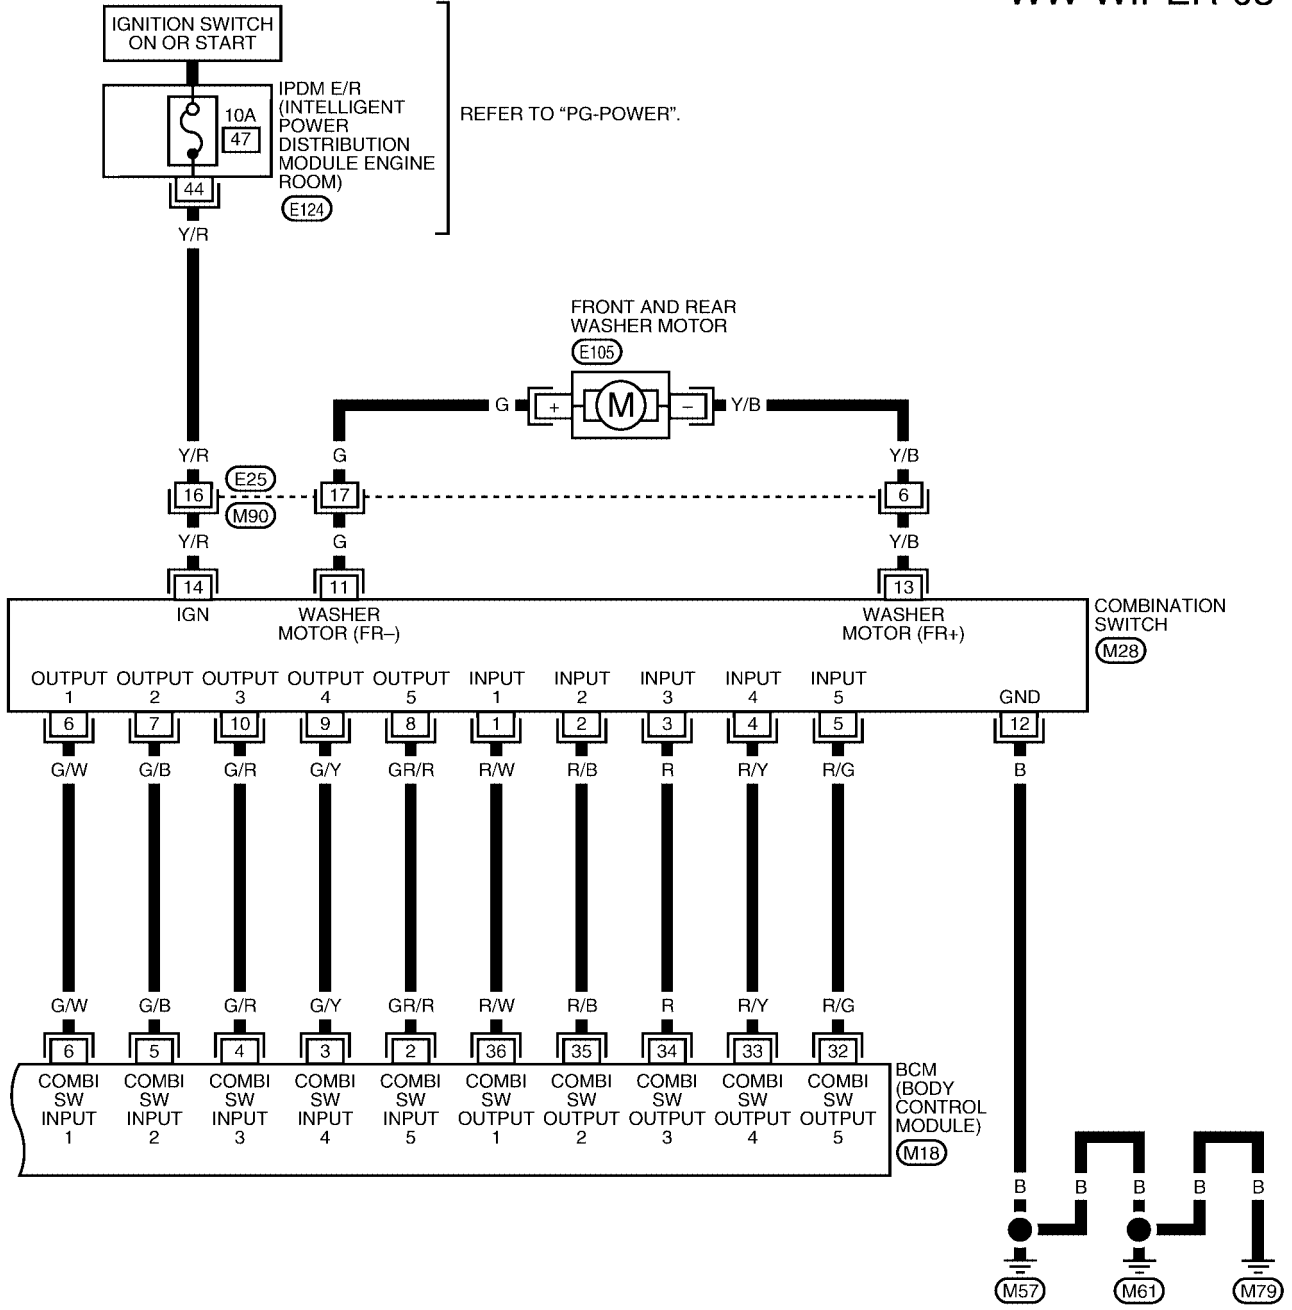 IGNITION SWITCH
ON OR START
IPDM E/R
(INTELLIGENT
POWER
DISTRIBUTION
MODULE ENGINE
ROOM)
E124
10A
47
44
REFER TO “PG-POWER”.
Y/R
FRONT AND REAR
WASHER MOTOR
E105
G + M – Y/B
Y/R G Y/B
16 E25 17 6
M90
Y/R G Y/B
14 11 13
IGN WASHER WASHER
MOTOR (FR–) MOTOR (FR+)
COMBINATION
SWITCH
M28
OUTPUT OUTPUT OUTPUT OUTPUT OUTPUT INPUT INPUT INPUT INPUT INPUT
1 2 3 4 5 1 2 3 4 5 GND
6 7 10 9 8 1 2 3 4 5 12
G/W G/B G/R G/Y GR/R R/W R/B R R/Y R/G B
G/W G/B G/R G/Y GR/R R/W R/B R R/Y R/G
6 5 4 3 2 36 35 34 33 32
COMBI COMBI COMBI COMBI COMBI COMBI COMBI COMBI COMBI COMBI
SW SW SW SW SW SW SW SW SW SW
INPUT INPUT INPUT INPUT INPUT OUTPUT OUTPUT OUTPUT OUTPUT OUTPUT
1 2 3 4 5 1 2 3 4 5
BCM
(BODY
CONTROL
MODULE)
M18
B B B B B
M57 M61 M79